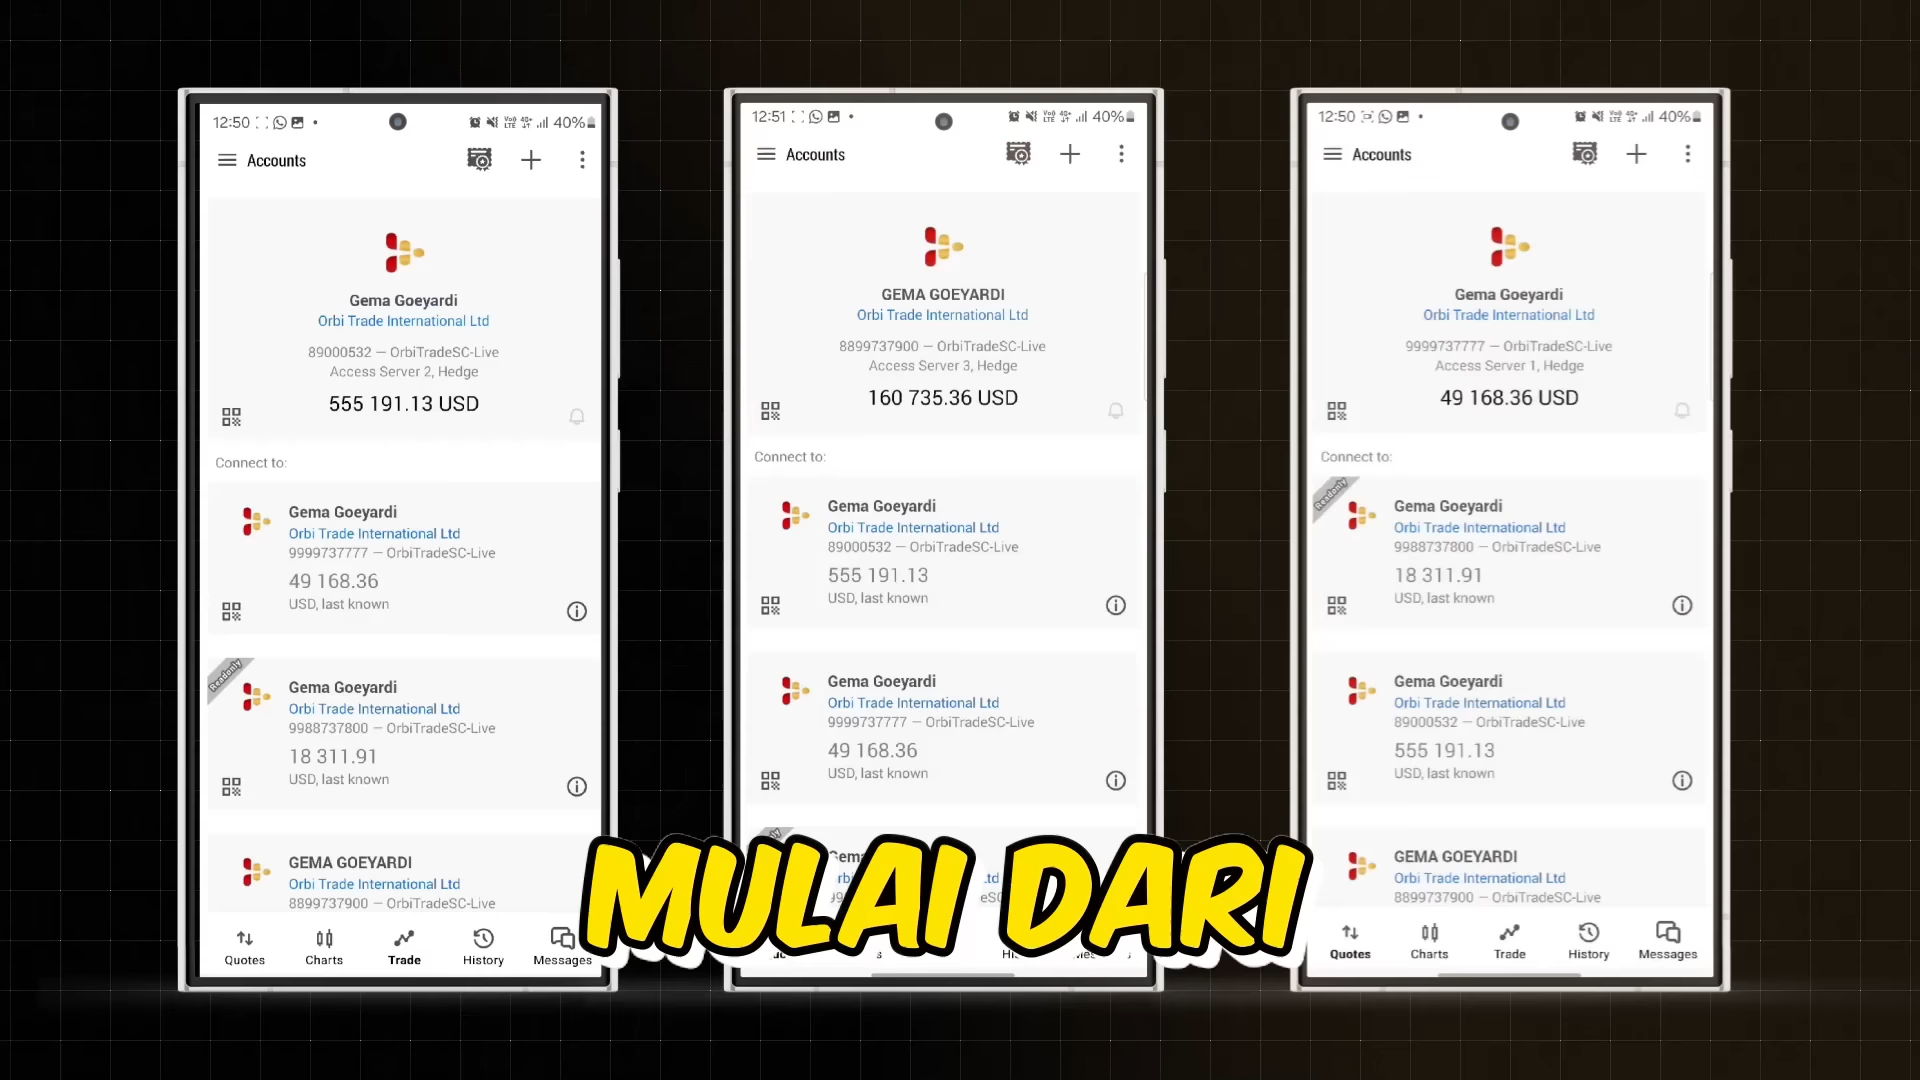 12:50
40%
Accounts
Gema Goeyardi
Orbi Trade International Ltd
89000532 — OrbiTradeSC-Live
Access Server 2, Hedge
555 191.13 USD
Connect to:
Gema Goeyardi
Orbi Trade International Ltd
9999737777 — OrbiTradeSC-Live
49 168.36
USD, last known
Readonly
Gema Goeyardi
Orbi Trade International Ltd
9988737800 — OrbiTradeSC-Live
18 311.91
USD, last known
GEMA GOEYARDI
Orbi Trade International Ltd
8899737900 — OrbiTradeSC-Live
Quotes Charts Trade History Messages
12:51
40%
Accounts
GEMA GOEYARDI
Orbi Trade International Ltd
8899737900 — OrbiTradeSC-Live
Access Server 3, Hedge
160 735.36 USD
Connect to:
Gema Goeyardi
Orbi Trade International Ltd
89000532 — OrbiTradeSC-Live
555 191.13
USD, last known
Gema Goeyardi
Orbi Trade International Ltd
9999737777 — OrbiTradeSC-Live
49 168.36
USD, last known
12:50
40%
Accounts
Gema Goeyardi
Orbi Trade International Ltd
9999737777 — OrbiTradeSC-Live
Access Server 1, Hedge
49 168.36 USD
Connect to:
Readonly
Gema Goeyardi
Orbi Trade International Ltd
9988737800 — OrbiTradeSC-Live
18 311.91
USD, last known
Gema Goeyardi
Orbi Trade International Ltd
89000532 — OrbiTradeSC-Live
555 191.13
USD, last known
GEMA GOEYARDI
Orbi Trade International Ltd
8899737900 — OrbiTradeSC-Live
Quotes Charts Trade History Messages
MULAI DARI